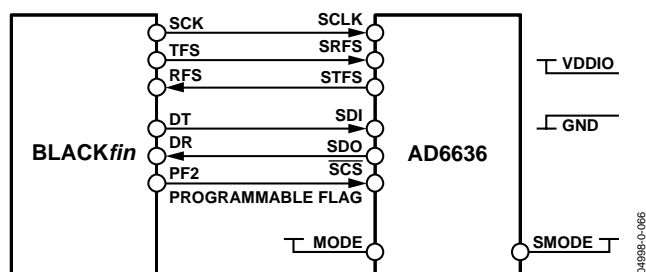 SCK SCLK
TFS SRFS
RFS STFS
VDDIO
DT SDI
GND
DR SDO
BLACKfin AD6636
PF2 SCS
PROGRAMMABLE FLAG
MODE SMODE
04998-0-066